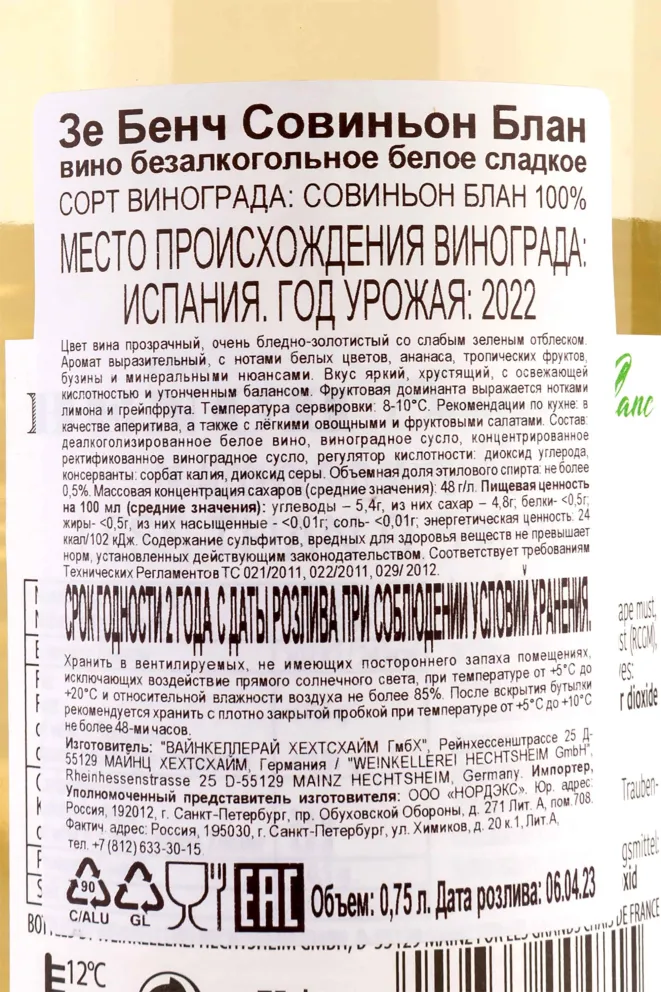 Зе Бенч Совиньон Блан
вино безалкогольное белое сладкое
СОРТ ВИНОГРАДА: СОВИНЬОН БЛАН 100%
МЕСТО ПРОИСХОЖДЕНИЯ ВИНОГРАДА:
ИСПАНИЯ. ГОД УРОЖАЯ: 2022
Цвет вина прозрачный, очень бледно-золотистый со слабым зеленым отблеском.
Аромат выразительный, с нотами белых цветов, ананаса, тропических фруктов,
бузины и минеральными нюансами. Вкус яркий, хрустящий, с освежающей
кислотностью и утонченным балансом. Фруктовая доминанта выражается нотками
лимона и грейпфрута. Температура сервировки: 8-10°С. Рекомендации по кухне: в
качестве аперитива, а также с лёгкими овощными и фруктовыми салатами. Состав:
деалкоголизированное белое вино, виноградное сусло, концентрированное
ректификованное виноградное сусло, регулятор кислотности: диоксид углерода,
консерванты: сорбат калия, диоксид серы. Объемная доля этилового спирта: не более
0,5%. Массовая концентрация сахаров (средние значения): 48 г/л. Пищевая ценность
на 100 мл (средние значения): углеводы – 5,4г, из них сахар – 4,8г; белки- <0,5г;
жиры- <0,5г, из них насыщенные - <0,01г; соль- <0,01г; энергетическая ценность: 24
ккал/102 кДж. Содержание сульфитов, вредных для здоровья веществ не превышает
норм, установленных действующим законодательством. Соответствует требованиям
Технических Регламентов ТС 021/2011, 022/2011, 029/ 2012.
СРОК ГОДНОСТИ 2 ГОДА С ДАТЫ РОЗЛИВА ПРИ СОБЛЮДЕНИИ УСЛОВИЙ ХРАНЕНИЯ.
Хранить в вентилируемых, не имеющих постороннего запаха помещениях,
исключающих воздействие прямого солнечного света, при температуре от +5°С до
+20°С и относительной влажности воздуха не более 85%. После вскрытия бутылки
рекомендуется хранить с плотно закрытой пробкой при температуре от +5°С до +10°С
не более 48-ми часов.
Изготовитель: "ВАЙНКЕЛЛЕРАЙ ХЕХТСХАЙМ ГмбХ", Рейнхессенштрассе 25 Д-
55129 МАЙНЦ ХЕХТСХАЙМ, Германия / "WEINKELLEREI HECHTSHEIM GmbH",
Rheinhessenstrasse 25 D-55129 MAINZ HECHTSHEIM, Germany. Импортер,
Уполномоченный представитель изготовителя: ООО «НОРДЭКС». Юр. адрес:
Россия, 192012, г. Санкт-Петербург, пр. Обуховской Обороны, д. 271 Лит. А, пом.708.
Фактич. адрес: Россия, 195030, г. Санкт-Петербург, ул. Химиков, д. 20 к.1, Лит.А,
тел. +7 (812) 633-30-15
90
C/ALU
GL
EAC
Объем: 0,75 л. Дата розлива: 06.04.23
ape must,
st (RCGM),
r dioxide
Trauben-
gsmittel:
xid
DE FRANCE
12°C